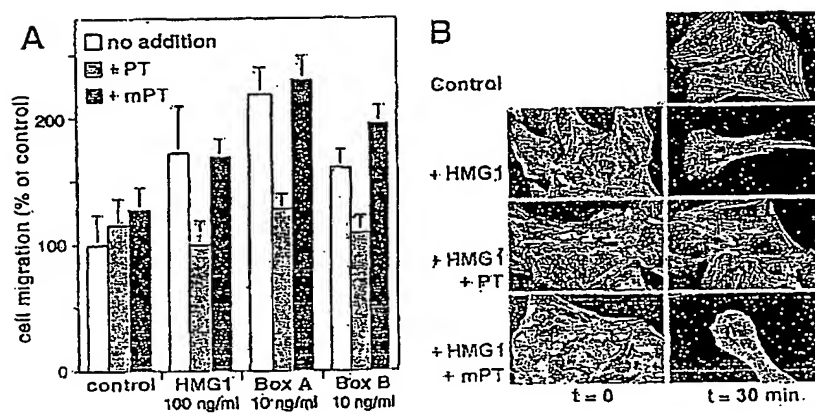 A
no addition
+ PT
+ mPT
cell migration (% of control)
200
100
0
control
HMG1
100 ng/ml
Box A
10 ng/ml
Box B
10 ng/ml
B
Control
+ HMG1
+ HMG1
+ PT
+ HMG1
+ mPT
t = 0
t = 30 min.